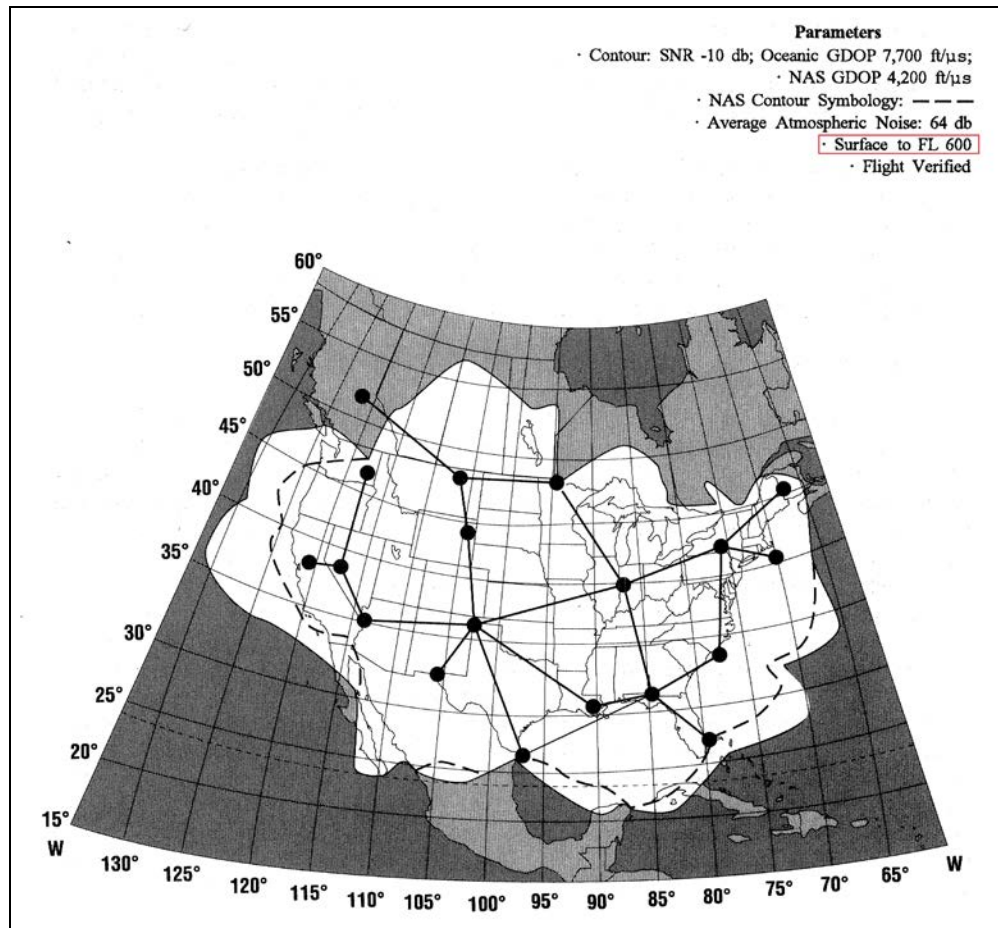 Parameters
· Contour: SNR -10 db; Oceanic GDOP 7,700 ft/µs;
· NAS GDOP 4,200 ft/µs
· NAS Contour Symbology: – – –
· Average Atmospheric Noise: 64 db
· Surface to FL 600
· Flight Verified
60°
55°
50°
45°
40°
35°
30°
25°
20°
15°
W
130°
125°
120°
115°
110°
105°
100°
95°
90°
85°
80°
75°
70°
65°
W